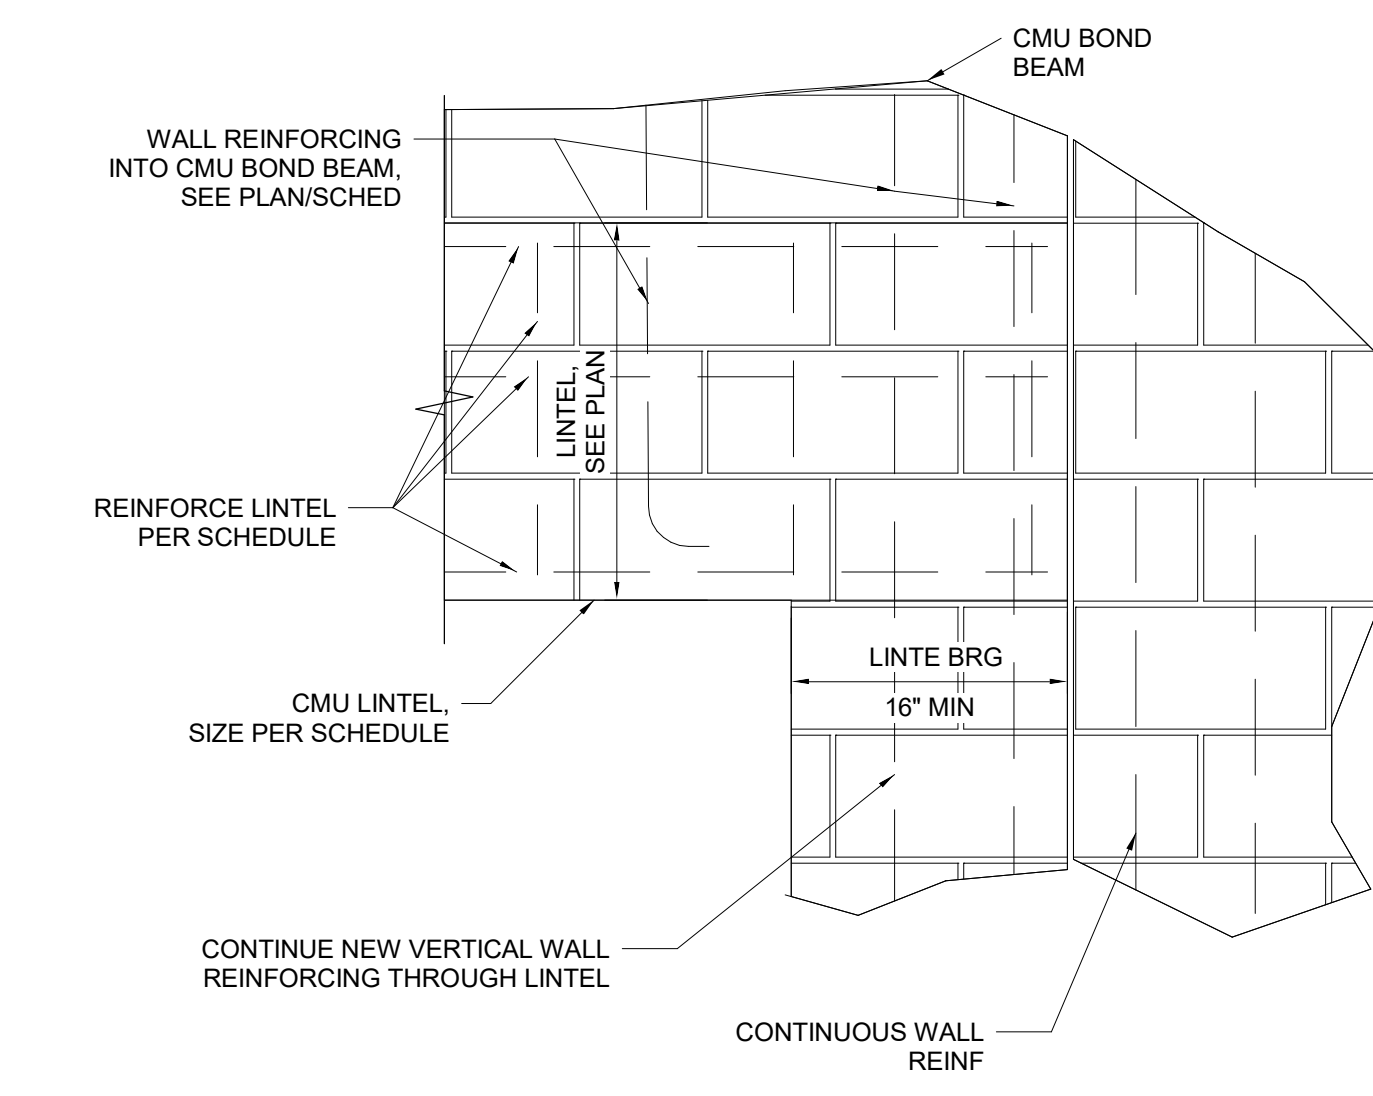 CMU BOND
BEAM
WALL REINFORCING
INTO CMU BOND BEAM,
SEE PLAN/SCHED
LINTEL,
SEE PLAN
REINFORCE LINTEL
PER SCHEDULE
LINTE BRG
16" MIN
CMU LINTEL,
SIZE PER SCHEDULE
CONTINUE NEW VERTICAL WALL
REINFORCING THROUGH LINTEL
CONTINUOUS WALL
REINF